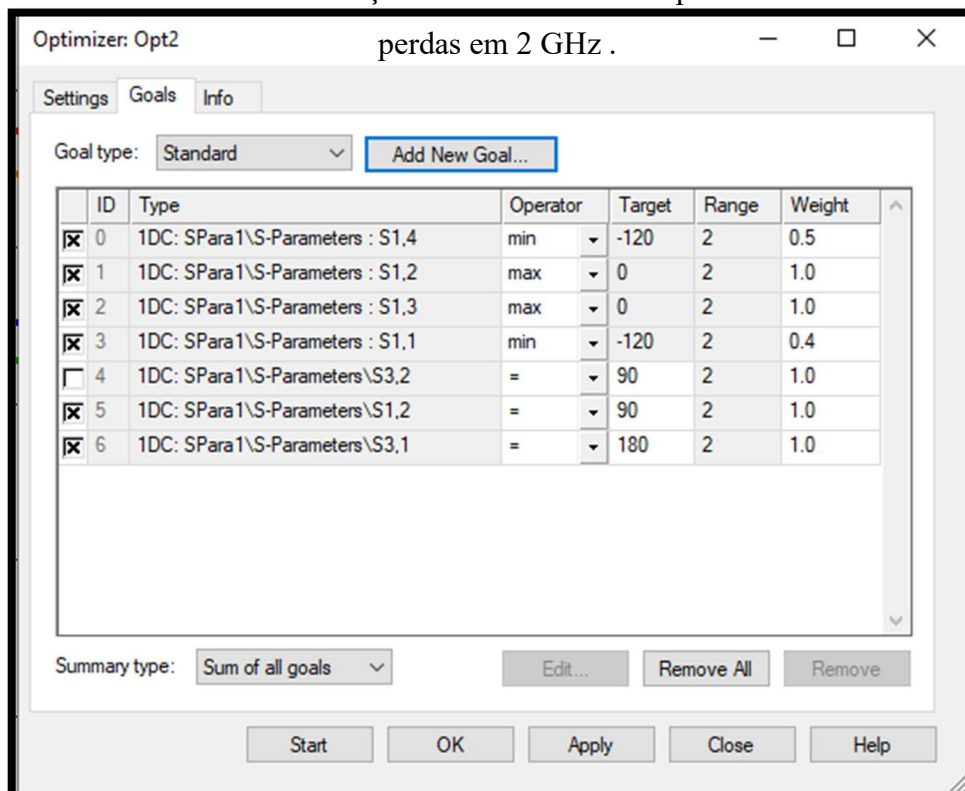 perdas em 2 GHz .
Optimizer: Opt2
Settings Goals Info
Goal type: Standard Add New Goal...
ID Type Operator Target Range Weight
0 1DC: SPara1\S-Parameters : S1,4 min -120 2 0.5
1 1DC: SPara1\S-Parameters : S1,2 max 0 2 1.0
2 1DC: SPara1\S-Parameters : S1,3 max 0 2 1.0
3 1DC: SPara1\S-Parameters : S1,1 min -120 2 0.4
4 1DC: SPara1\S-Parameters\S3,2 = 90 2 1.0
5 1DC: SPara1\S-Parameters\S1,2 = 90 2 1.0
6 1DC: SPara1\S-Parameters\S3,1 = 180 2 1.0
Summary type: Sum of all goals Edit... Remove All Remove
Start OK Apply Close Help